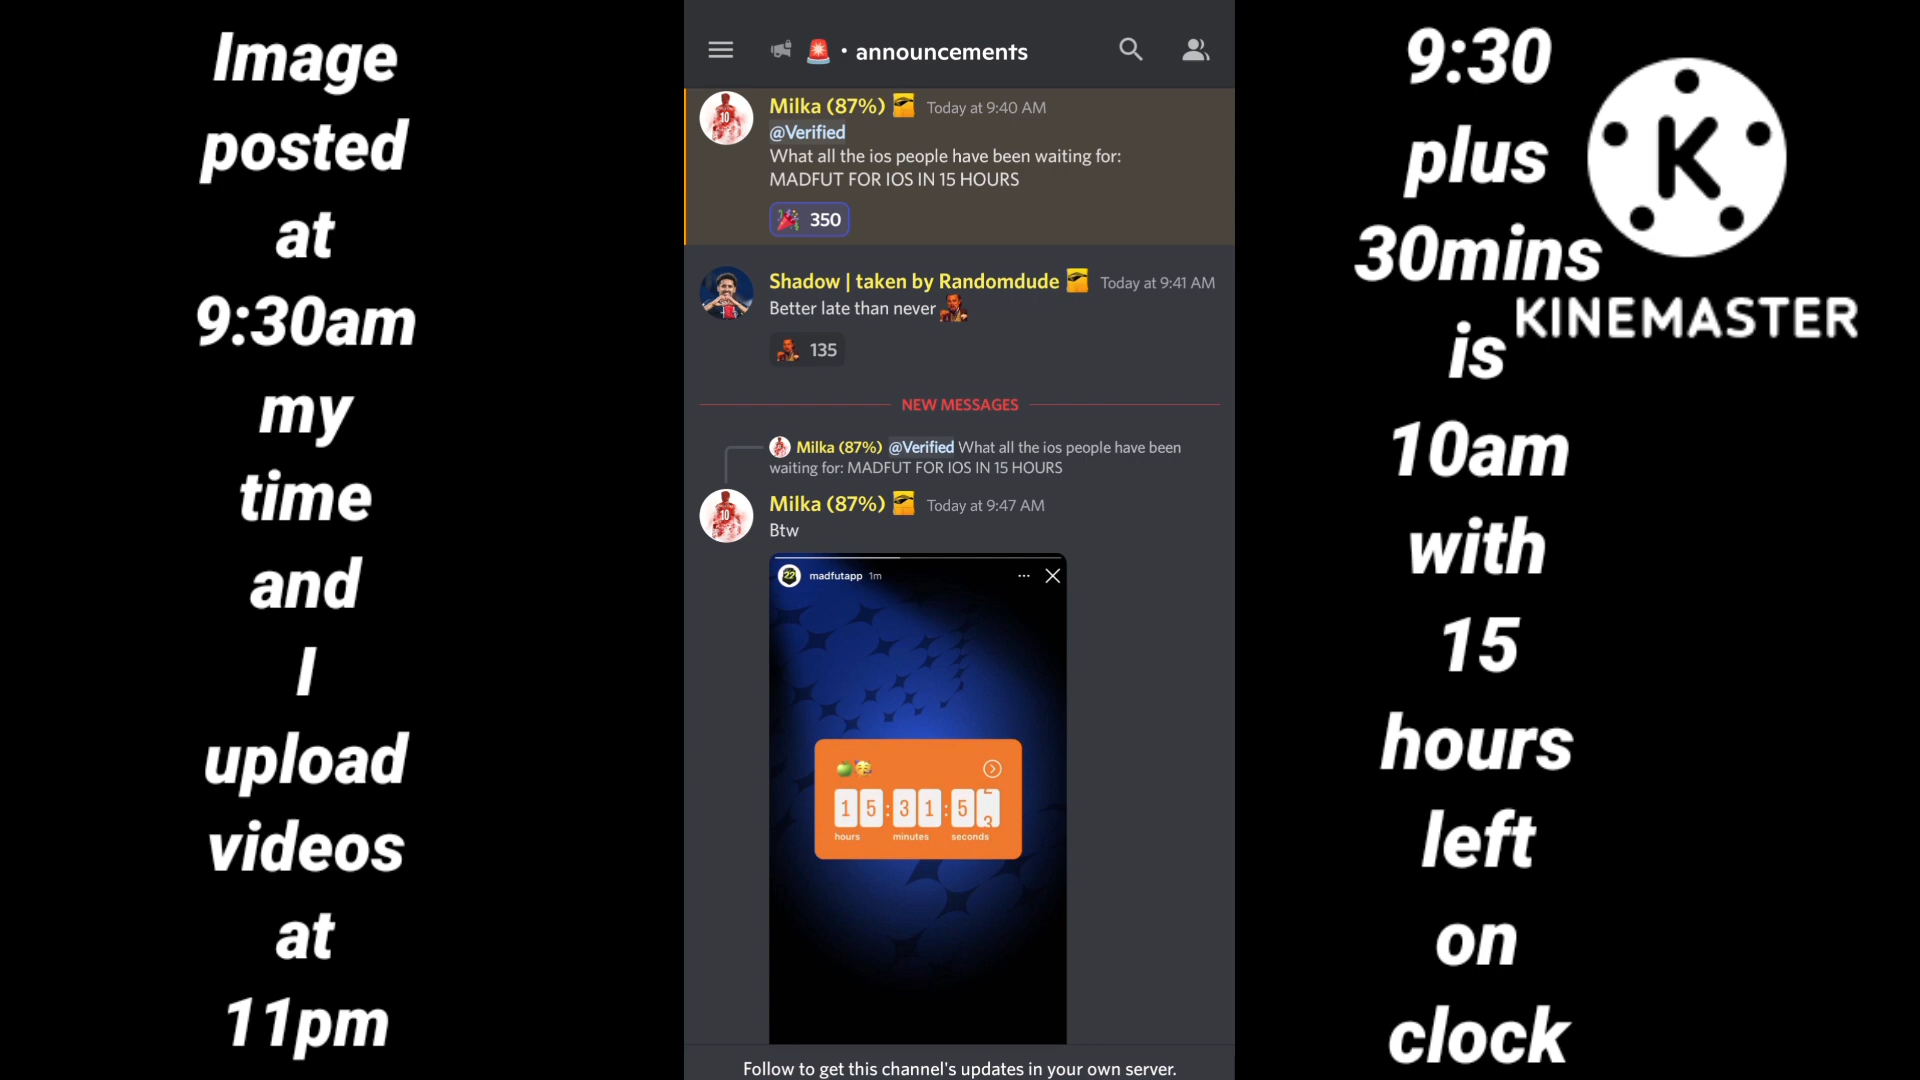 Image
posted
at
9:30am
my
time
and
I
upload
videos
at
11pm
announcements
Milka (87%) Today at 9:40 AM
@Verified
What all the ios people have been waiting for:
MADFUT FOR IOS IN 15 HOURS
350
Shadow | taken by Randomdude Today at 9:41 AM
Better late than never
135
NEW MESSAGES
Milka (87%) @Verified What all the ios people have been
waiting for: MADFUT FOR IOS IN 15 HOURS
Milka (87%) Today at 9:47 AM
Btw
22 madfutapp 1m
15:31:5
hours minutes seconds
Follow to get this channel's updates in your own server.
9:30
plus
30mins
is
10am
with
15
hours
left
on
clock
K
KINEMASTER